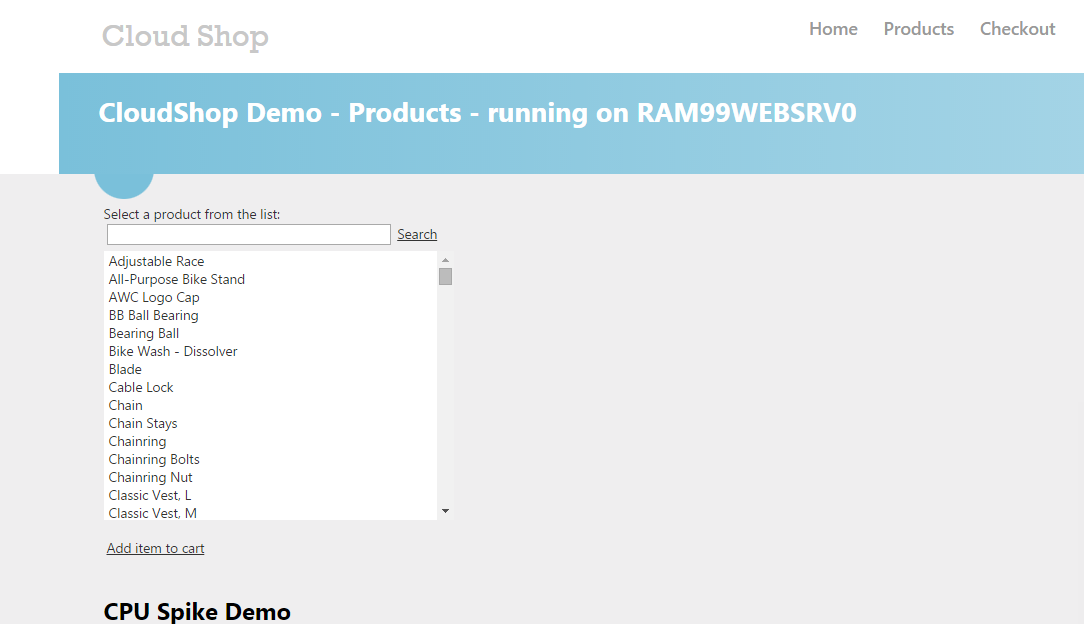 Cloud Shop
Home Products Checkout
CloudShop Demo - Products - running on RAM99WEBSRV0
Select a product from the list:
Search
Adjustable Race
All-Purpose Bike Stand
AWC Logo Cap
BB Ball Bearing
Bearing Ball
Bike Wash - Dissolver
Blade
Cable Lock
Chain
Chain Stays
Chainring
Chainring Bolts
Chainring Nut
Classic Vest, L
Classic Vest, M
Add item to cart
CPU Spike Demo